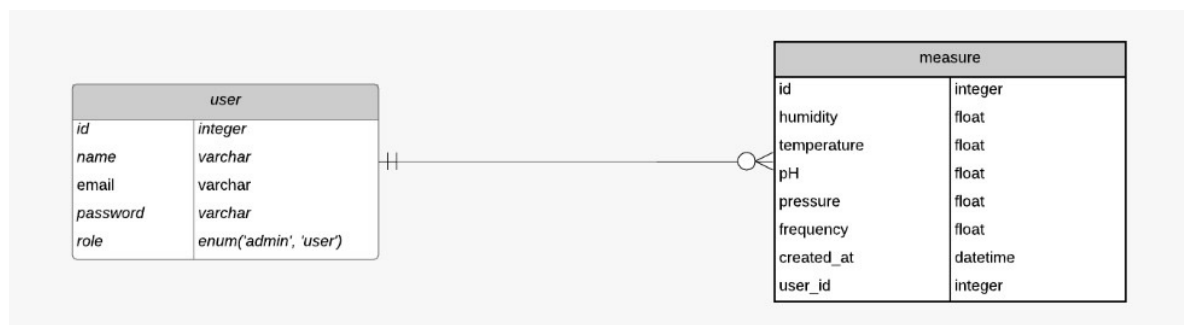 user
id integer
name varchar
email varchar
password varchar
role enum('admin', 'user')
measure
id integer
humidity float
temperature float
pH float
pressure float
frequency float
created_at datetime
user_id integer